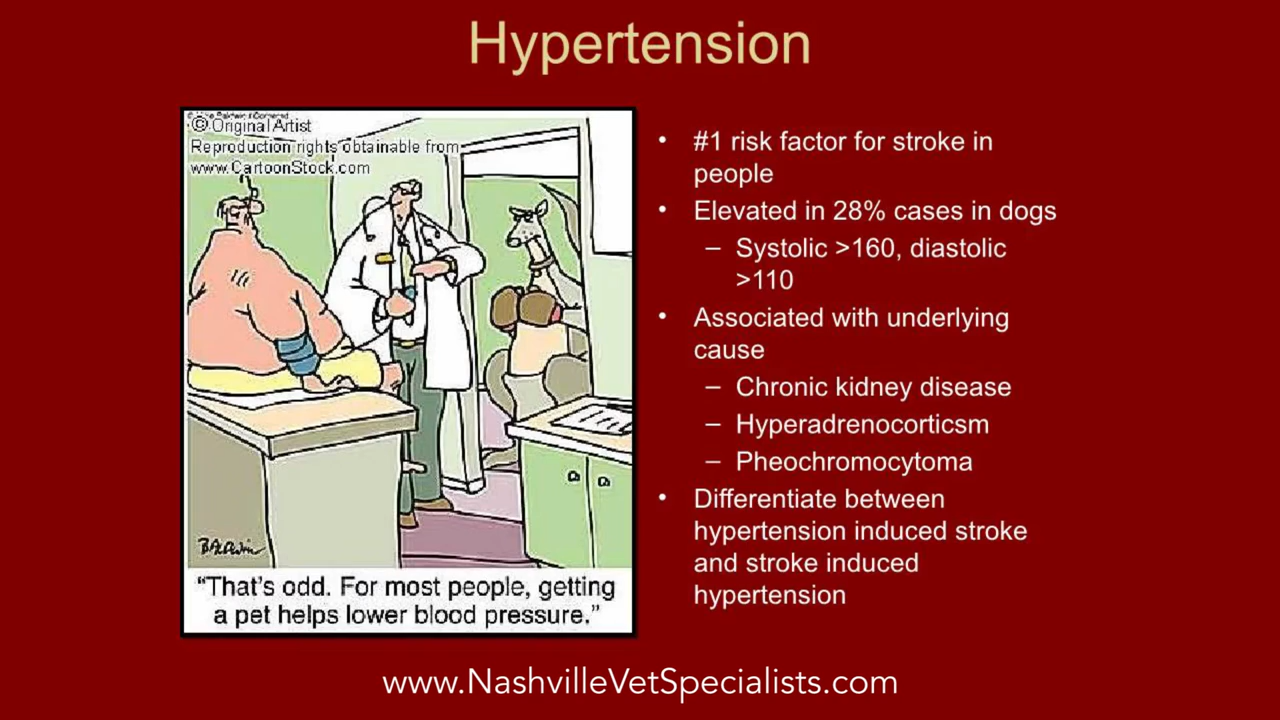 Hypertension
© Original Artist
Reproduction rights obtainable from
www.CartoonStock.com
"That's odd. For most people, getting
a pet helps lower blood pressure."
• #1 risk factor for stroke in
people
• Elevated in 28% cases in dogs
– Systolic >160, diastolic
>110
• Associated with underlying
cause
– Chronic kidney disease
– Hyperadrenocorticsm
– Pheochromocytoma
• Differentiate between
hypertension induced stroke
and stroke induced
hypertension
www.NashvilleVetSpecialists.com